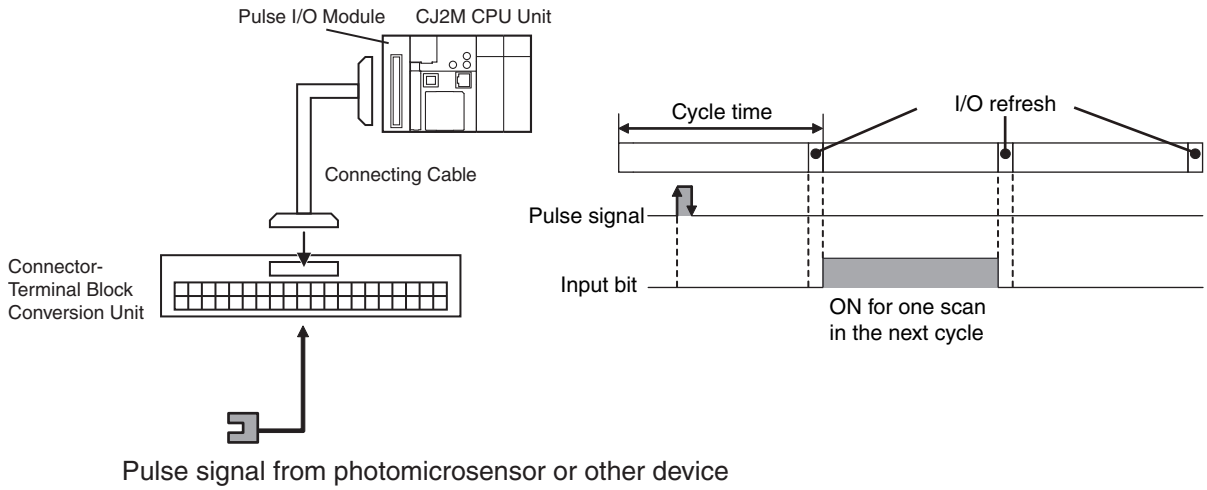 Pulse I/O Module
CJ2M CPU Unit
Connecting Cable
Connector-
Terminal Block
Conversion Unit
Pulse signal from photomicrosensor or other device
Cycle time
I/O refresh
Pulse signal
Input bit
ON for one scan
in the next cycle